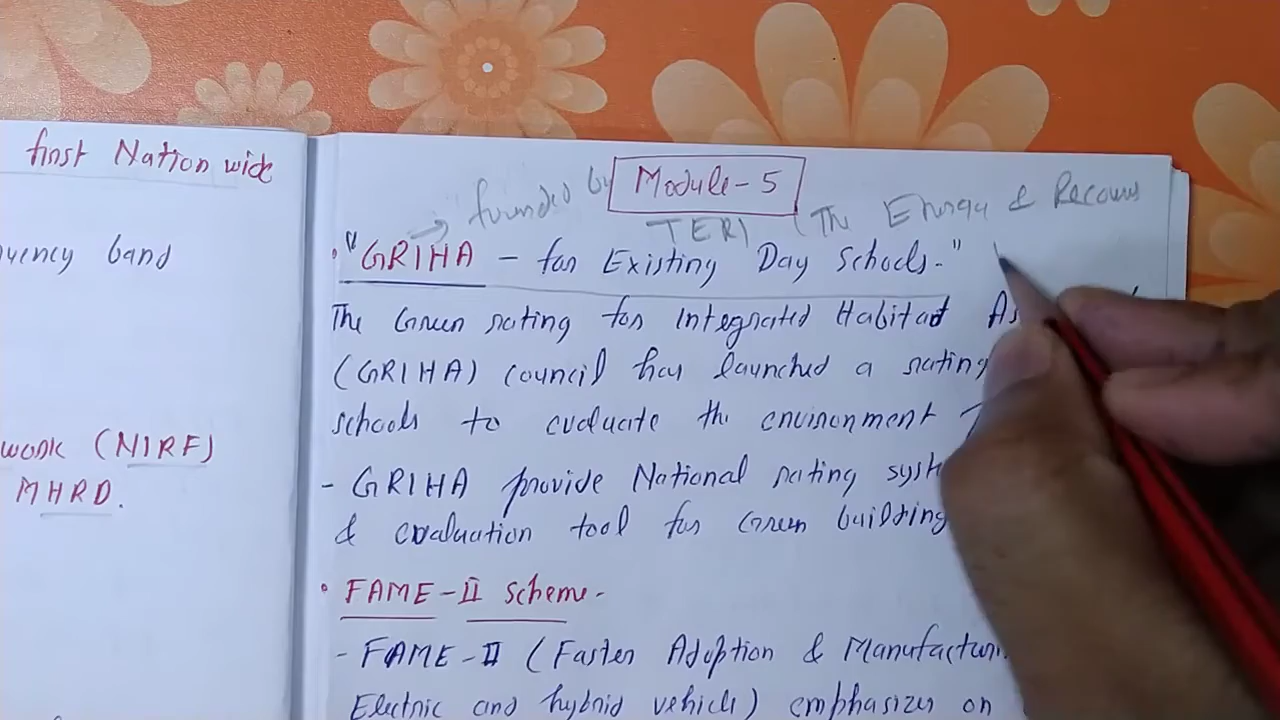 first Nation wide
uency band
work (NIRF)
MHRD.
Module-5
→ founded by TERI (The Energy &
• "GRIHA - for Existing Day Schools."
The Green rating for Integrated Habitat As
(GRIHA) council has launched a rating
schools to evaluate the environment
- GRIHA provide National rating syst
& evaluation tool for Green building
• FAME-II scheme-
- FAME-II (Faster Adoption & Manufacturin
Electric and hybrid vehicle) emphasizes on